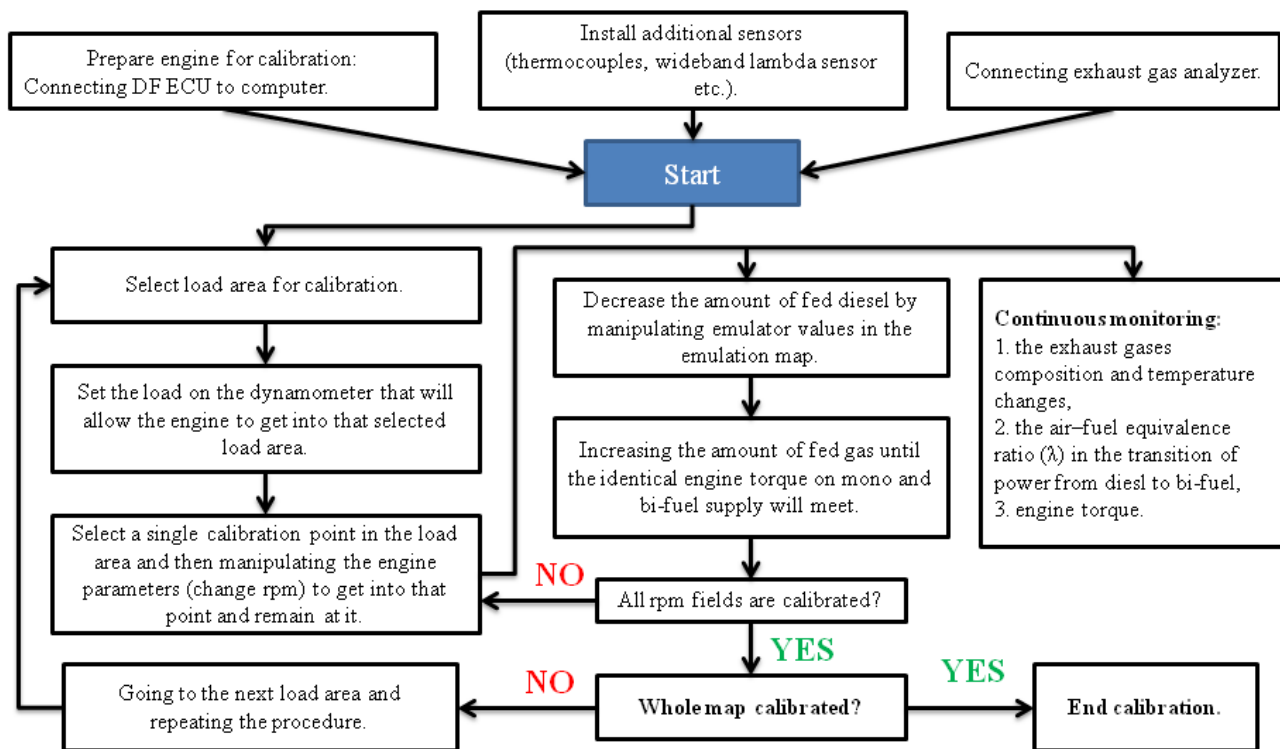 Prepare engine for calibration:
Connecting DF ECU to computer.
Install additional sensors
(thermocouples, wideband lambda sensor
etc.).
Connecting exhaust gas analyzer.
Start
Select load area for calibration.
Set the load on the dynamometer that will
allow the engine to get into that selected
load area.
Select a single calibration point in the load
area and then manipulating the engine
parameters (change rpm) to get into that
point and remain at it.
Decrease the amount of fed diesel by
manipulating emulator values in the
emulation map.
Increasing the amount of fed gas until
the identical engine torque on mono and
bi-fuel supply will meet.
Continuous monitoring:
1. the exhaust gases
composition and temperature
changes,
2. the air–fuel equivalence
ratio (λ) in the transition of
power from diesl to bi-fuel,
3. engine torque.
NO
All rpm fields are calibrated?
YES
Going to the next load area and
repeating the procedure.
NO
Whole map calibrated?
YES
End calibration.